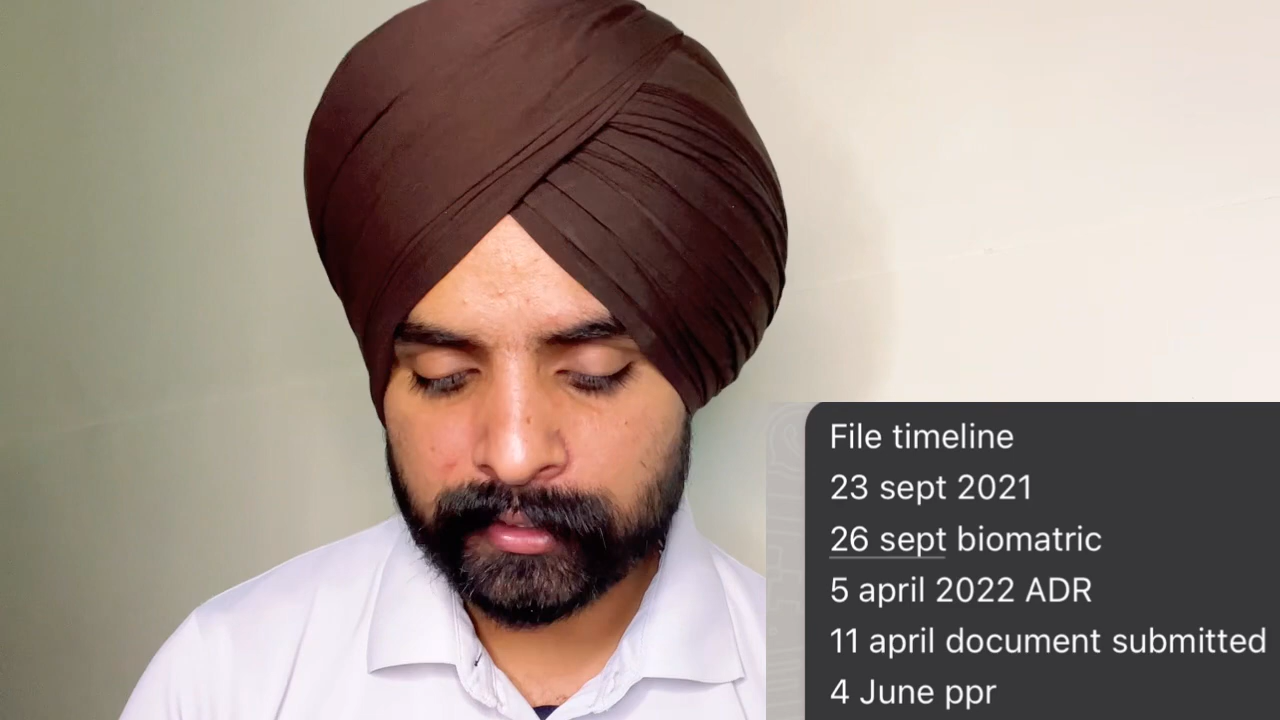 File timeline
23 sept 2021
26 sept biomatric
5 april 2022 ADR
11 april document submitted
4 June ppr